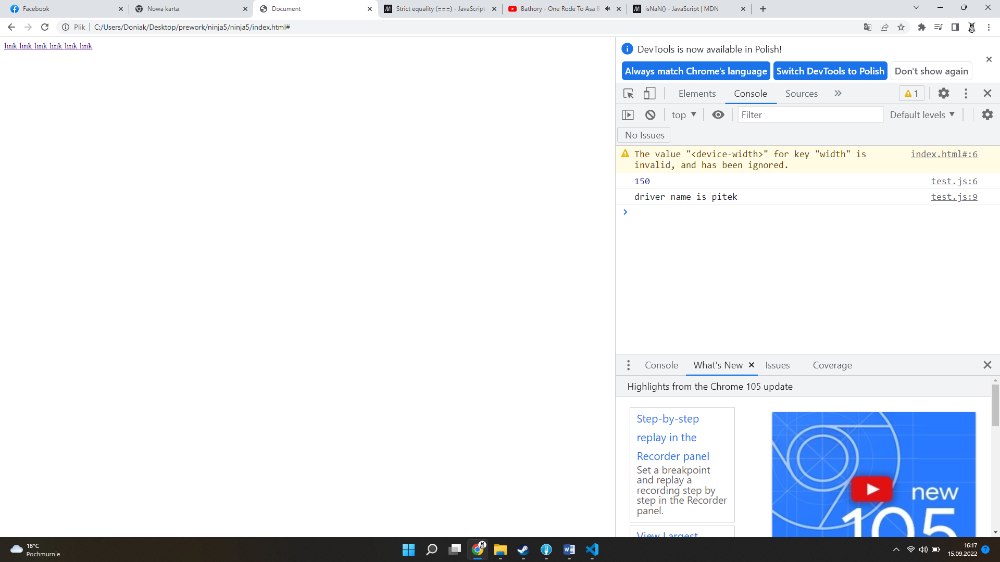 Facebook
Nowa karta
Document
Strict equality (===) - JavaScript
Bathory - One Rode To Asa B
isNaN() - JavaScript | MDN
Plik
C:/Users/Doniak/Desktop/prework/ninja5/ninja5/index.html#
link link link link link link
DevTools is now available in Polish!
Always match Chrome's language
Switch DevTools to Polish
Don't show again
Elements
Console
Sources
1
top
Filter
Default levels
No Issues
The value "<device-width>" for key "width" is index.html#:6
invalid, and has been ignored.
150 test.js:6
driver name is pitek test.js:9
Console
What's New
Issues
Coverage
Highlights from the Chrome 105 update
Step-by-step
replay in the
Recorder panel
Set a breakpoint
and replay a
recording step by
step in the Recorder
panel.
View Largest
new
105
18°C
Pochmurnie
16:17
15.09.2022
7